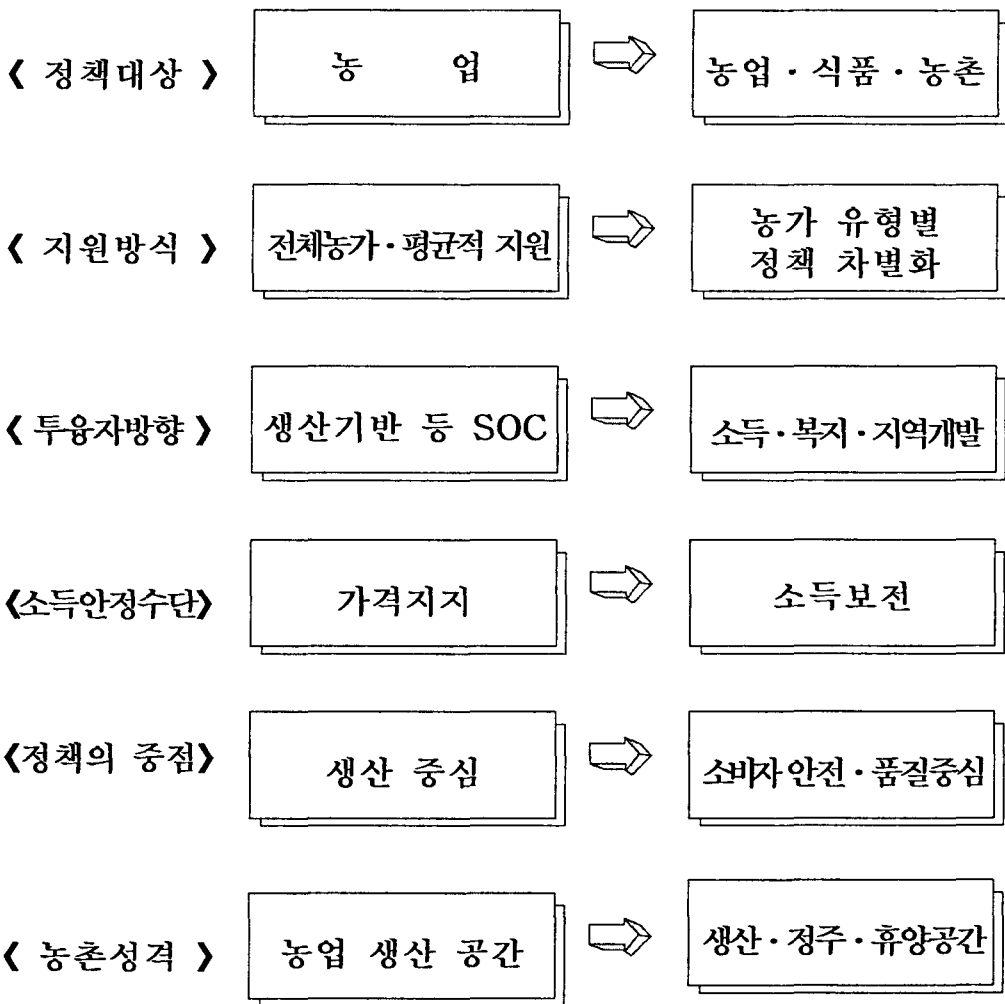 《 정책대상 》 농 업 농업·식품·농촌
《 지원방식 》 전체농가·평균적 지원 농가 유형별
정책 차별화
《 투융자방향 》 생산기반 등 SOC 소득·복지·지역개발
《소득안정수단》 가격지지 소득보전
《정책의 중점》 생산 중심 소비자 안전·품질중심
《 농촌성격 》 농업 생산 공간 생산·정주·휴양공간